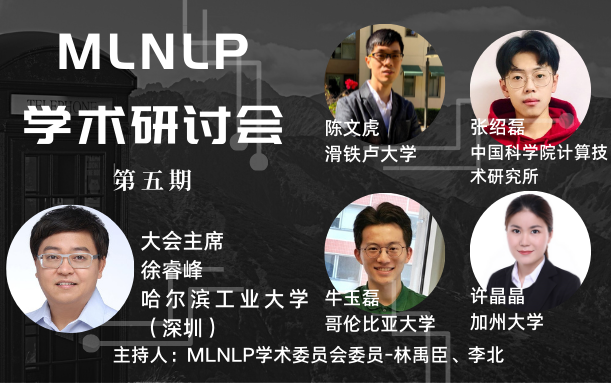 MLNLP
学术研讨会
第五期
TELEPHONE
陈文虎
滑铁卢大学
张绍磊
中国科学院计算技
术研究所
大会主席
徐睿峰
哈尔滨工业大学
（深圳）
牛玉磊
哥伦比亚大学
许晶晶
加州大学
主持人：MLNLP学术委员会委员-林禹臣、李北